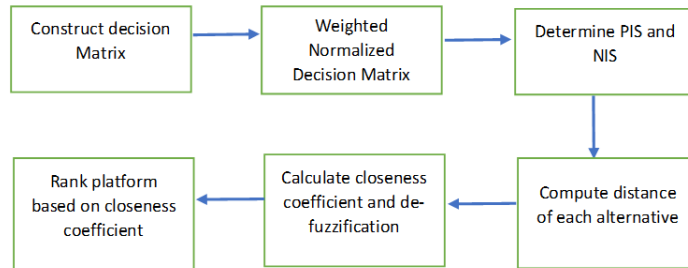 Construct decision
Matrix
Weighted
Normalized
Decision Matrix
Determine PIS and
NIS
Compute distance
of each alternative
Calculate closeness
coefficient and de-
fuzzification
Rank platform
based on closeness
coefficient